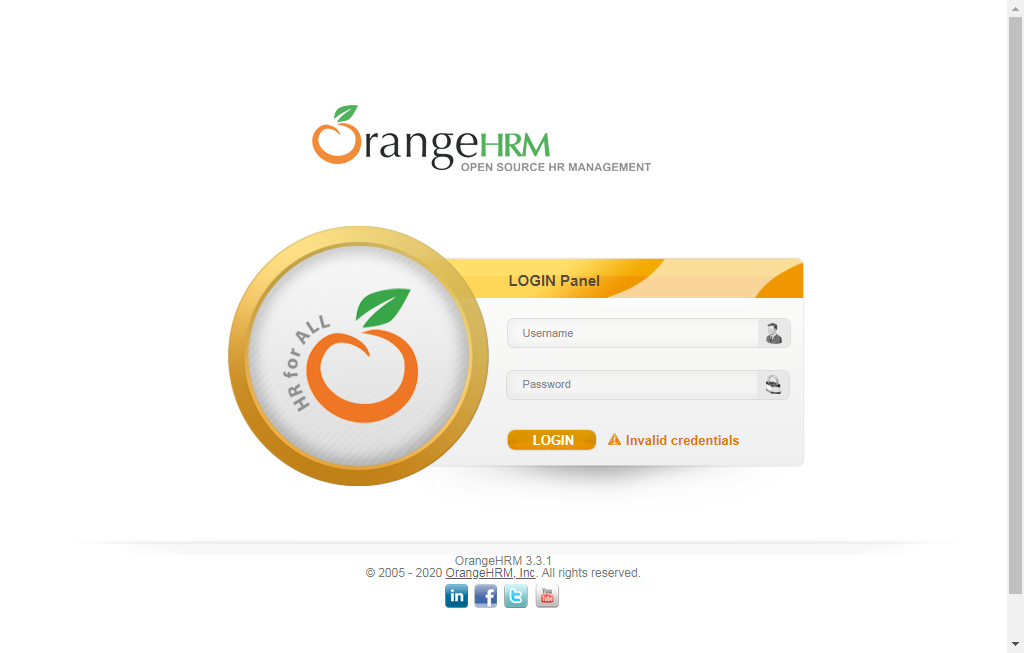 OrangeHRM
OPEN SOURCE HR MANAGEMENT
HR for ALL
LOGIN Panel
Username
Password
LOGIN
Invalid credentials
OrangeHRM 3.3.1
© 2005 - 2020 OrangeHRM, Inc. All rights reserved.
in f t You Tube